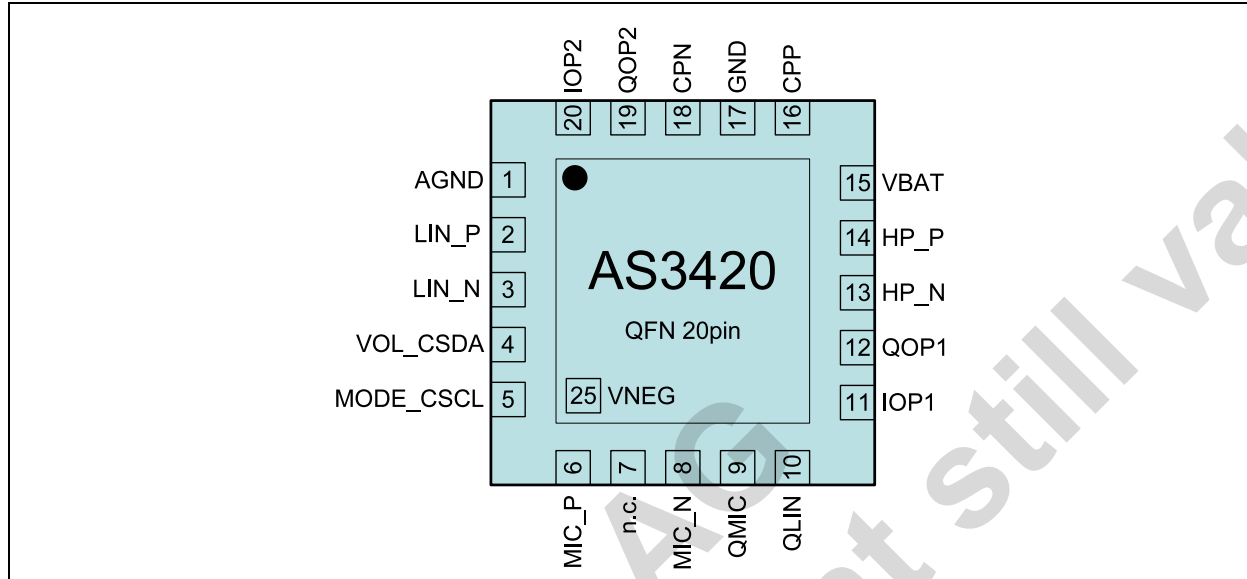 IOP2
QOP2
CPN
GND
CPP
20
19
18
17
16
AGND 1
LIN_P 2
LIN_N 3
VOL_CSDA 4
MODE_CSCL 5
15 VBAT
14 HP_P
13 HP_N
12 QOP1
11 IOP1
AS3420
QFN 20pin
25 VNEG
6
7
8
9
10
MIC_P
n.c.
MIC_N
QMIC
QLIN
AG
still